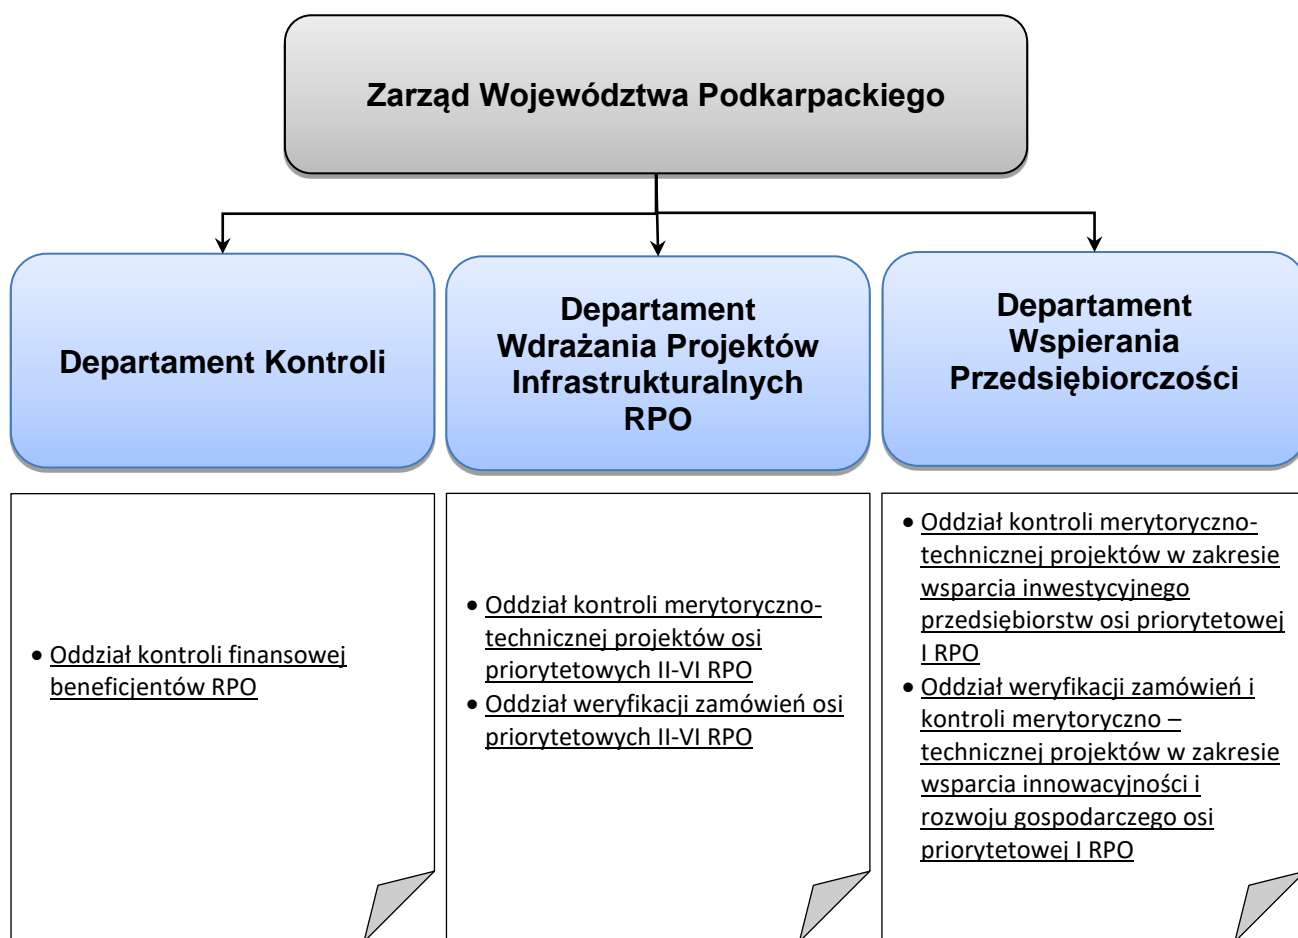 Zarząd Województwa Podkarpackiego
Departament Kontroli
Departament
Wdrażania Projektów
Infrastrukturalnych
RPO
Departament
Wspierania
Przedsiębiorczości
• Oddział kontroli finansowej
beneficjentów RPO
• Oddział kontroli merytoryczno-
technicznej projektów osi
priorytetowych II-VI RPO
• Oddział weryfikacji zamówień osi
priorytetowych II-VI RPO
• Oddział kontroli merytoryczno-
technicznej projektów w zakresie
wsparcia inwestycyjnego
przedsiębiorstw osi priorytetowej
I RPO
• Oddział weryfikacji zamówień i
kontroli merytoryczno –
technicznej projektów w zakresie
wsparcia innowacyjności i
rozwoju gospodarczego osi
priorytetowej I RPO